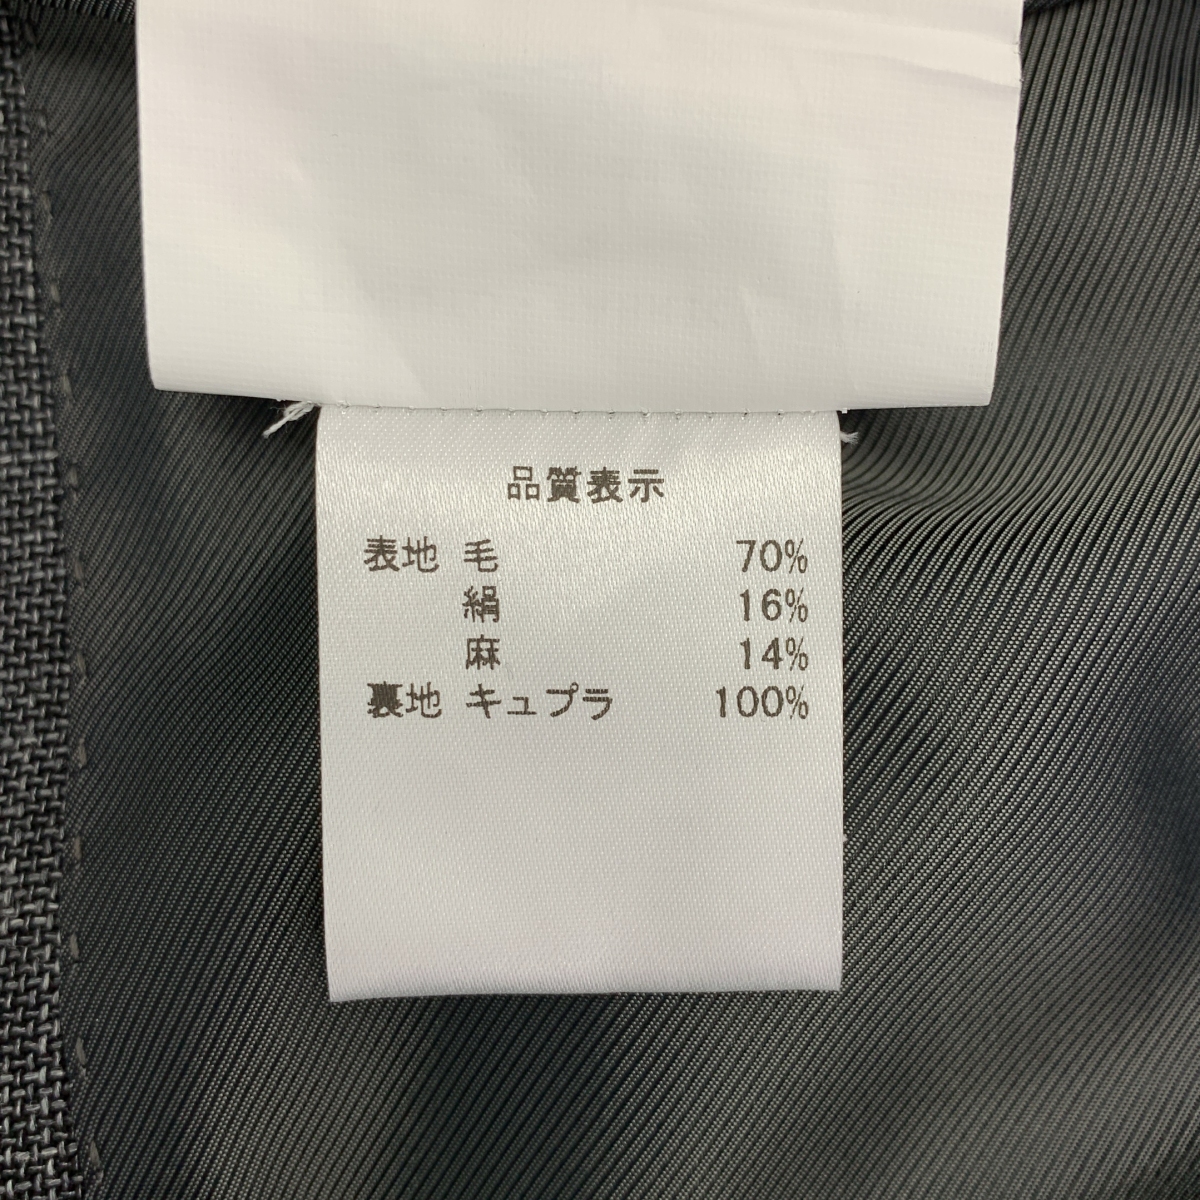 品質表示
表地 毛 70%
絹 16%
麻 14%
裏地 キュプラ 100%